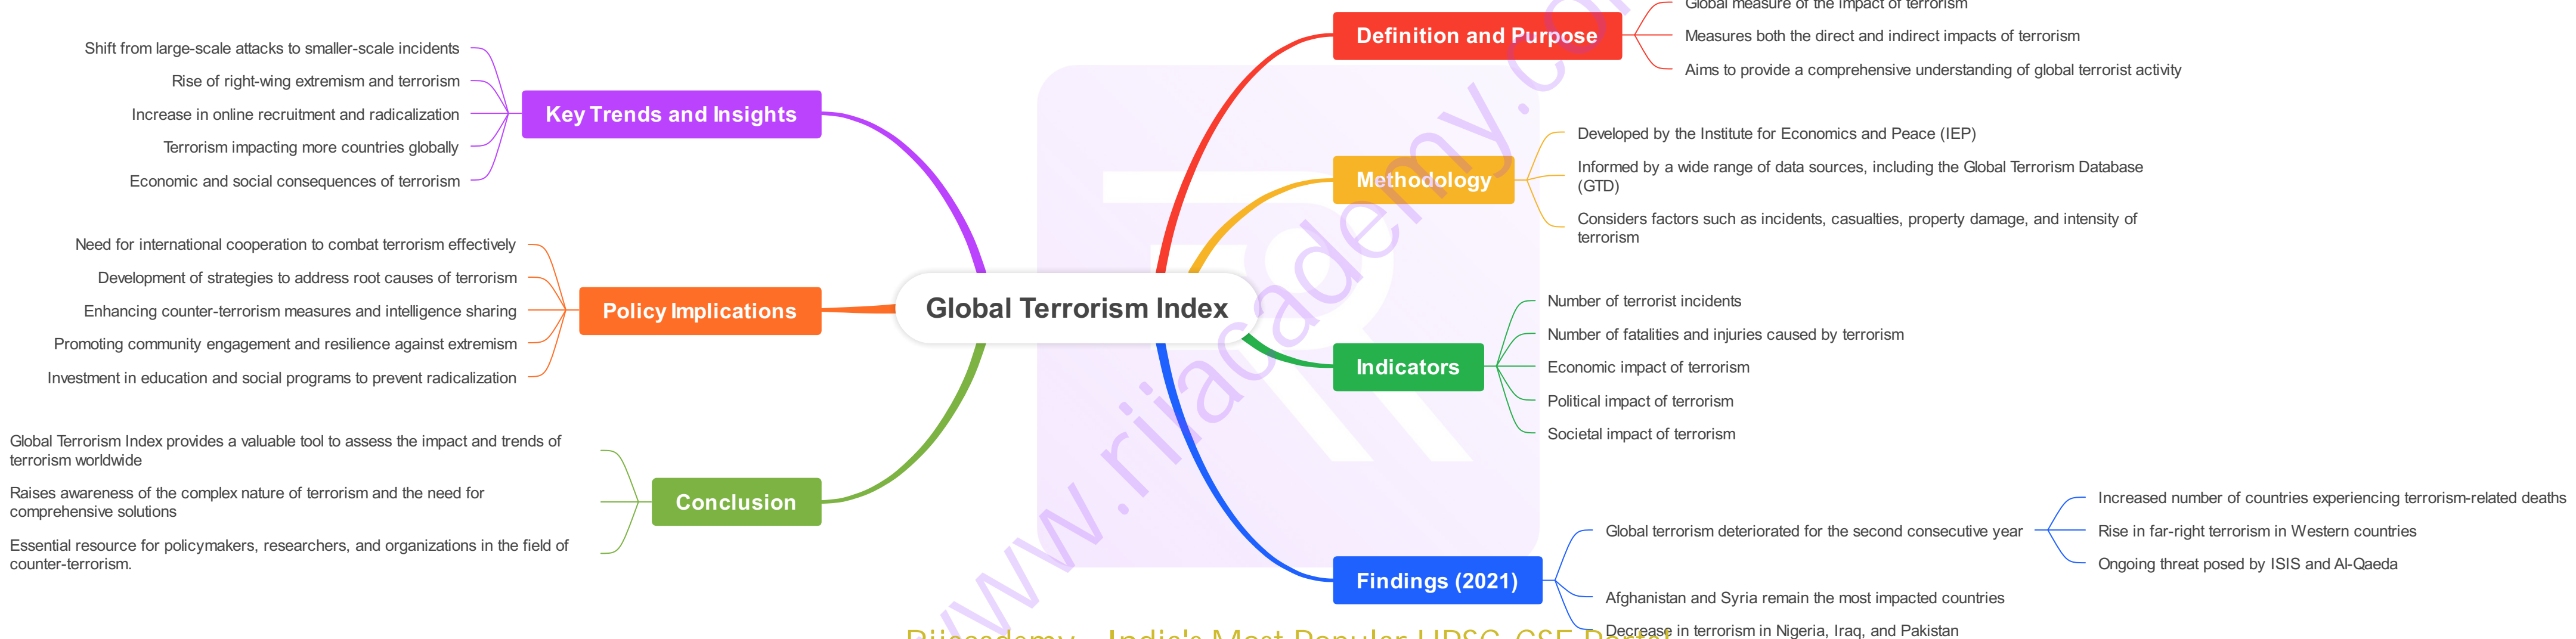 Global Terrorism Index
Definition and Purpose
Global measure of the impact of terrorism
Measures both the direct and indirect impacts of terrorism
Aims to provide a comprehensive understanding of global terrorist activity
Methodology
Developed by the Institute for Economics and Peace (IEP)
Informed by a wide range of data sources, including the Global Terrorism Database
(GTD)
Considers factors such as incidents, casualties, property damage, and intensity of
terrorism
Indicators
Number of terrorist incidents
Number of fatalities and injuries caused by terrorism
Economic impact of terrorism
Political impact of terrorism
Societal impact of terrorism
Findings (2021)
Global terrorism deteriorated for the second consecutive year
Increased number of countries experiencing terrorism-related deaths
Rise in far-right terrorism in Western countries
Ongoing threat posed by ISIS and Al-Qaeda
Afghanistan and Syria remain the most impacted countries
Decrease in terrorism in Nigeria, Iraq, and Pakistan
Key Trends and Insights
Shift from large-scale attacks to smaller-scale incidents
Rise of right-wing extremism and terrorism
Increase in online recruitment and radicalization
Terrorism impacting more countries globally
Economic and social consequences of terrorism
Policy Implications
Need for international cooperation to combat terrorism effectively
Development of strategies to address root causes of terrorism
Enhancing counter-terrorism measures and intelligence sharing
Promoting community engagement and resilience against extremism
Investment in education and social programs to prevent radicalization
Conclusion
Global Terrorism Index provides a valuable tool to assess the impact and trends of
terrorism worldwide
Raises awareness of the complex nature of terrorism and the need for
comprehensive solutions
Essential resource for policymakers, researchers, and organizations in the field of
counter-terrorism.
www.rijiacademy.com
India's Most Popular UPSC-CSE Portal